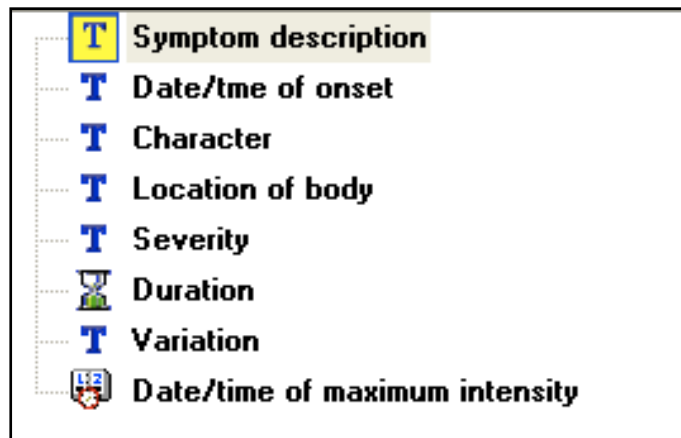 Symptom description
Date/tme of onset
Character
Location of body
Severity
Duration
Variation
Date/time of maximum intensity